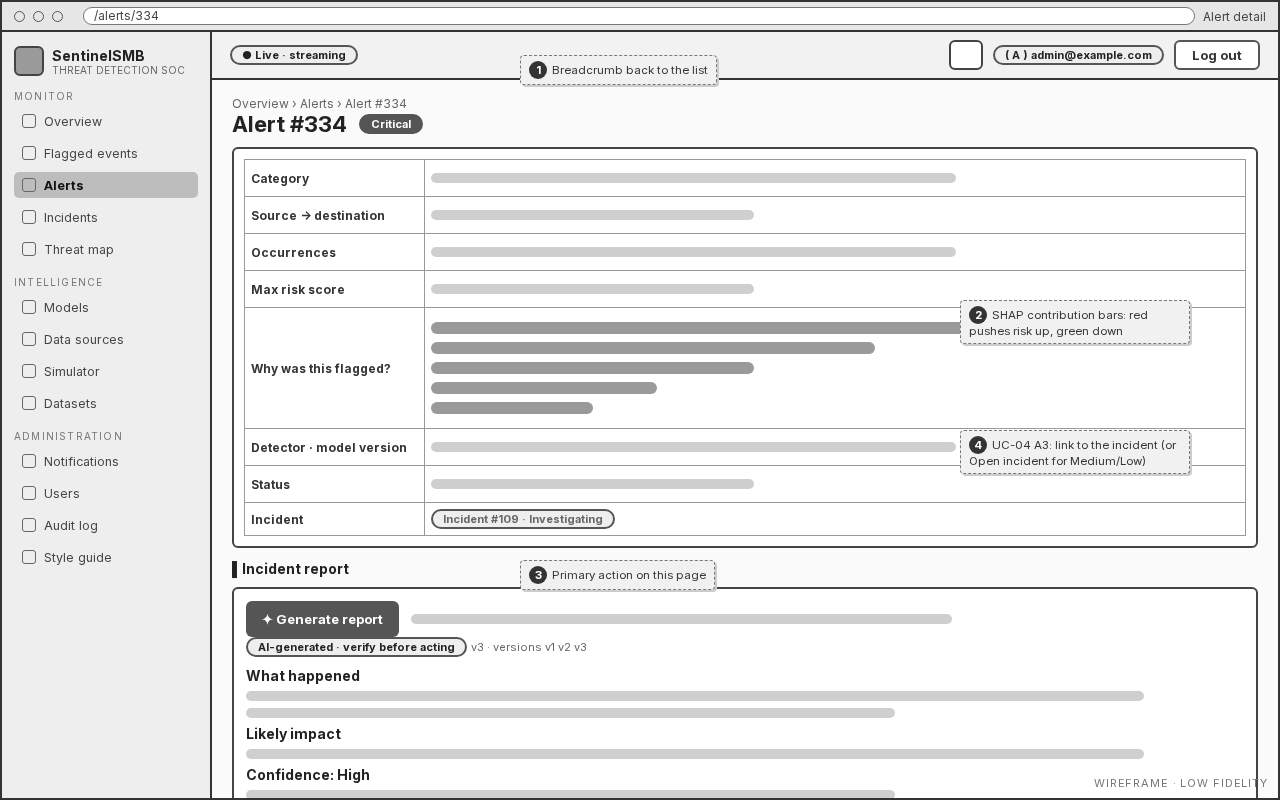 /alerts/334
Alert detail
SentinelSMB
THREAT DETECTION SOC
MONITOR
Overview
Flagged events
Alerts
Incidents
Threat map
INTELLIGENCE
Models
Data sources
Simulator
Datasets
ADMINISTRATION
Notifications
Users
Audit log
Style guide
● Live · streaming
( A ) admin@example.com
Log out
1 Breadcrumb back to the list
Overview › Alerts › Alert #334
Alert #334
Critical
Category
Source → destination
Occurrences
Max risk score
2 SHAP contribution bars: red
pushes risk up, green down
Why was this flagged?
Detector · model version
4 UC-04 A3: link to the incident (or
Open incident for Medium/Low)
Status
Incident
Incident #109 · Investigating
Incident report
3 Primary action on this page
✦ Generate report
AI-generated · verify before acting
v3 · versions v1 v2 v3
What happened
Likely impact
Confidence: High
WIREFRAME · LOW FIDELITY